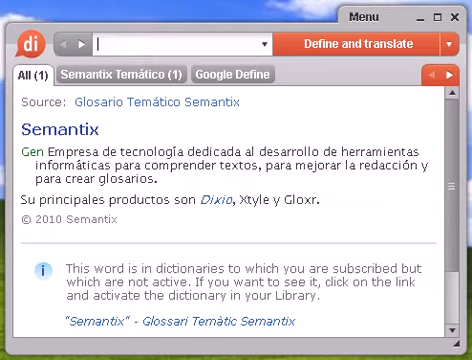 Menu
di
Define and translate
All (1)
Semantix Temático (1)
Google Define
Source: Glosario Temático Semantix
Semantix
Gen Empresa de tecnología dedicada al desarrollo de herramientas
informáticas para comprender textos, para mejorar la redacción y
para crear glosarios.
Su principales productos son Dixio, Xtyle y Gloxr.
© 2010 Semantix
i
This word is in dictionaries to which you are subscribed but
which are not active. If you want to see it, click on the link
and activate the dictionary in your Library.
"Semantix" - Glossari Temàtic Semantix